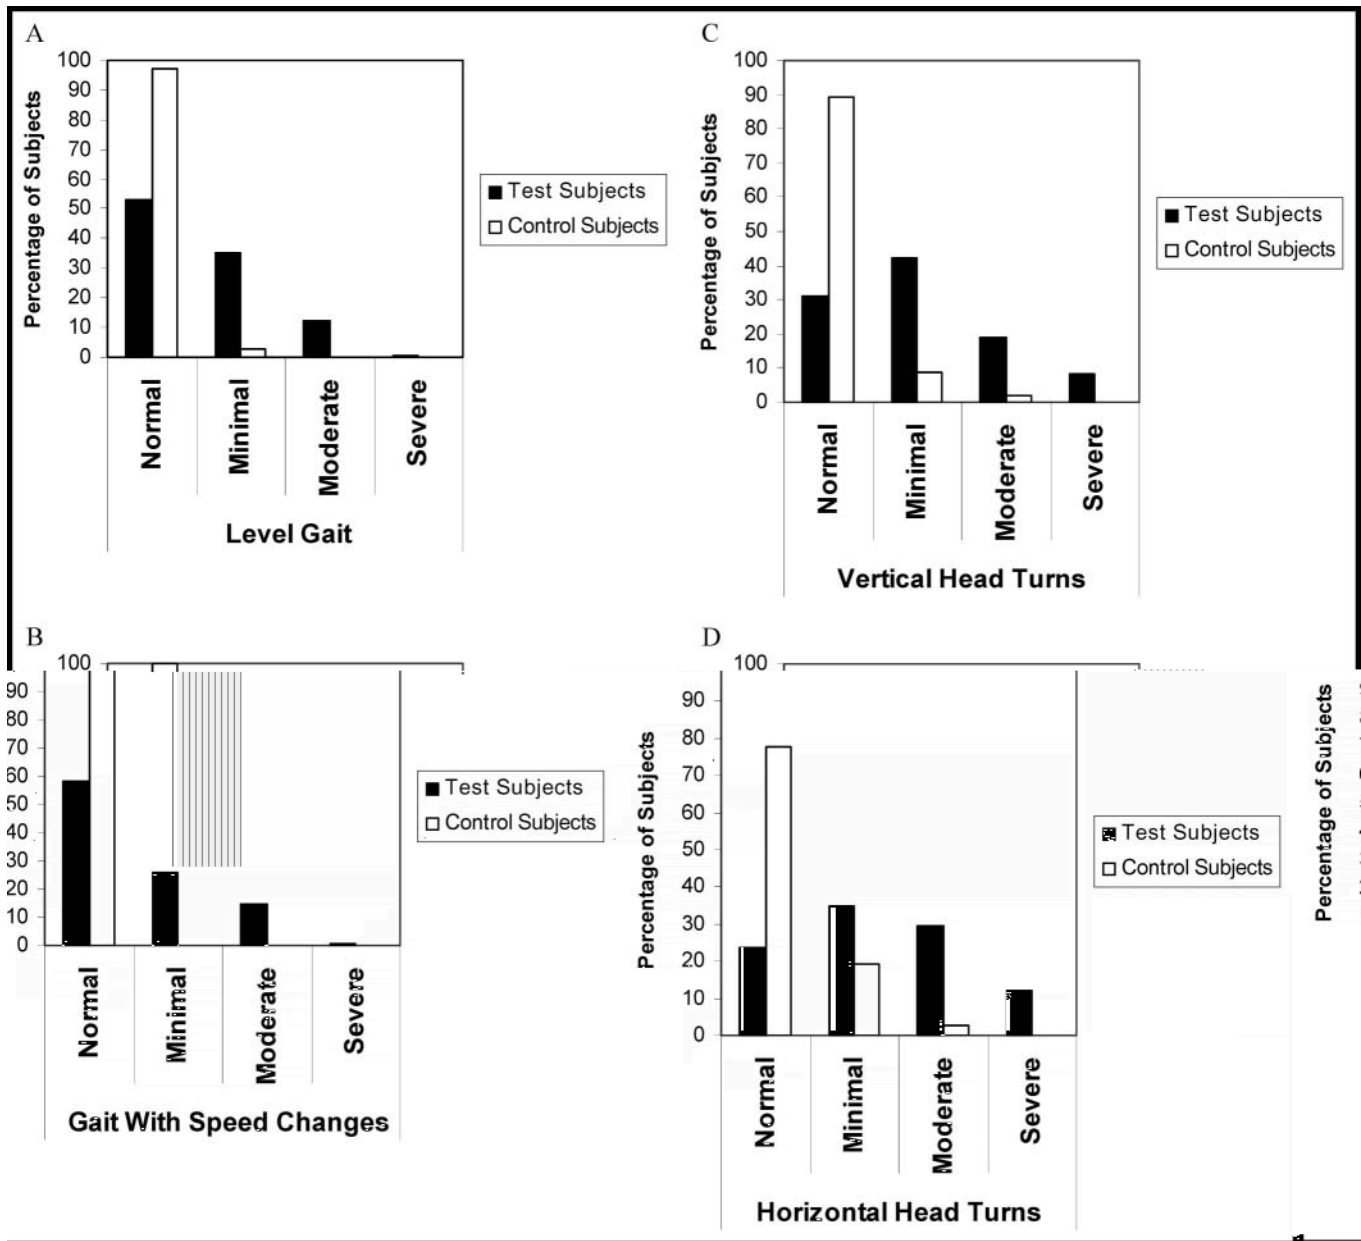 A
Percentage of Subjects
100
90
80
70
60
50
40
30
20
10
0
Normal
Minimal
Moderate
Severe
Level Gait
Test Subjects
Control Subjects
C
Percentage of Subjects
100
90
80
70
60
50
40
30
20
10
0
Normal
Minimal
Moderate
Severe
Vertical Head Turns
Test Subjects
Control Subjects
B
100
90
80
70
60
50
40
30
20
10
0
Normal
Minimal
Moderate
Severe
Gait With Speed Changes
Test Subjects
Control Subjects
D
Percentage of Subjects
100
90
80
70
60
50
40
30
20
10
0
Normal
Minimal
Moderate
Severe
Horizontal Head Turns
Test Subjects
Control Subjects
Percentage of Subjects